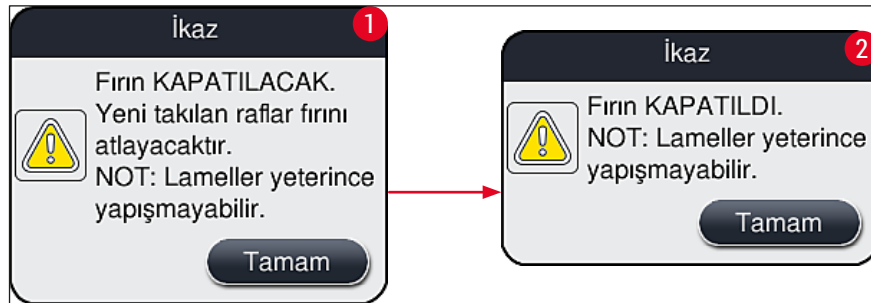 İkaz
1
Fırın KAPATILACAK.
Yeni takılan raflar fırını
atlayacaktır.
NOT: Lameller yeterince
yapışmayabilir.
Tamam
İkaz
2
Fırın KAPATILDI.
NOT: Lameller yeterince
yapışmayabilir.
Tamam